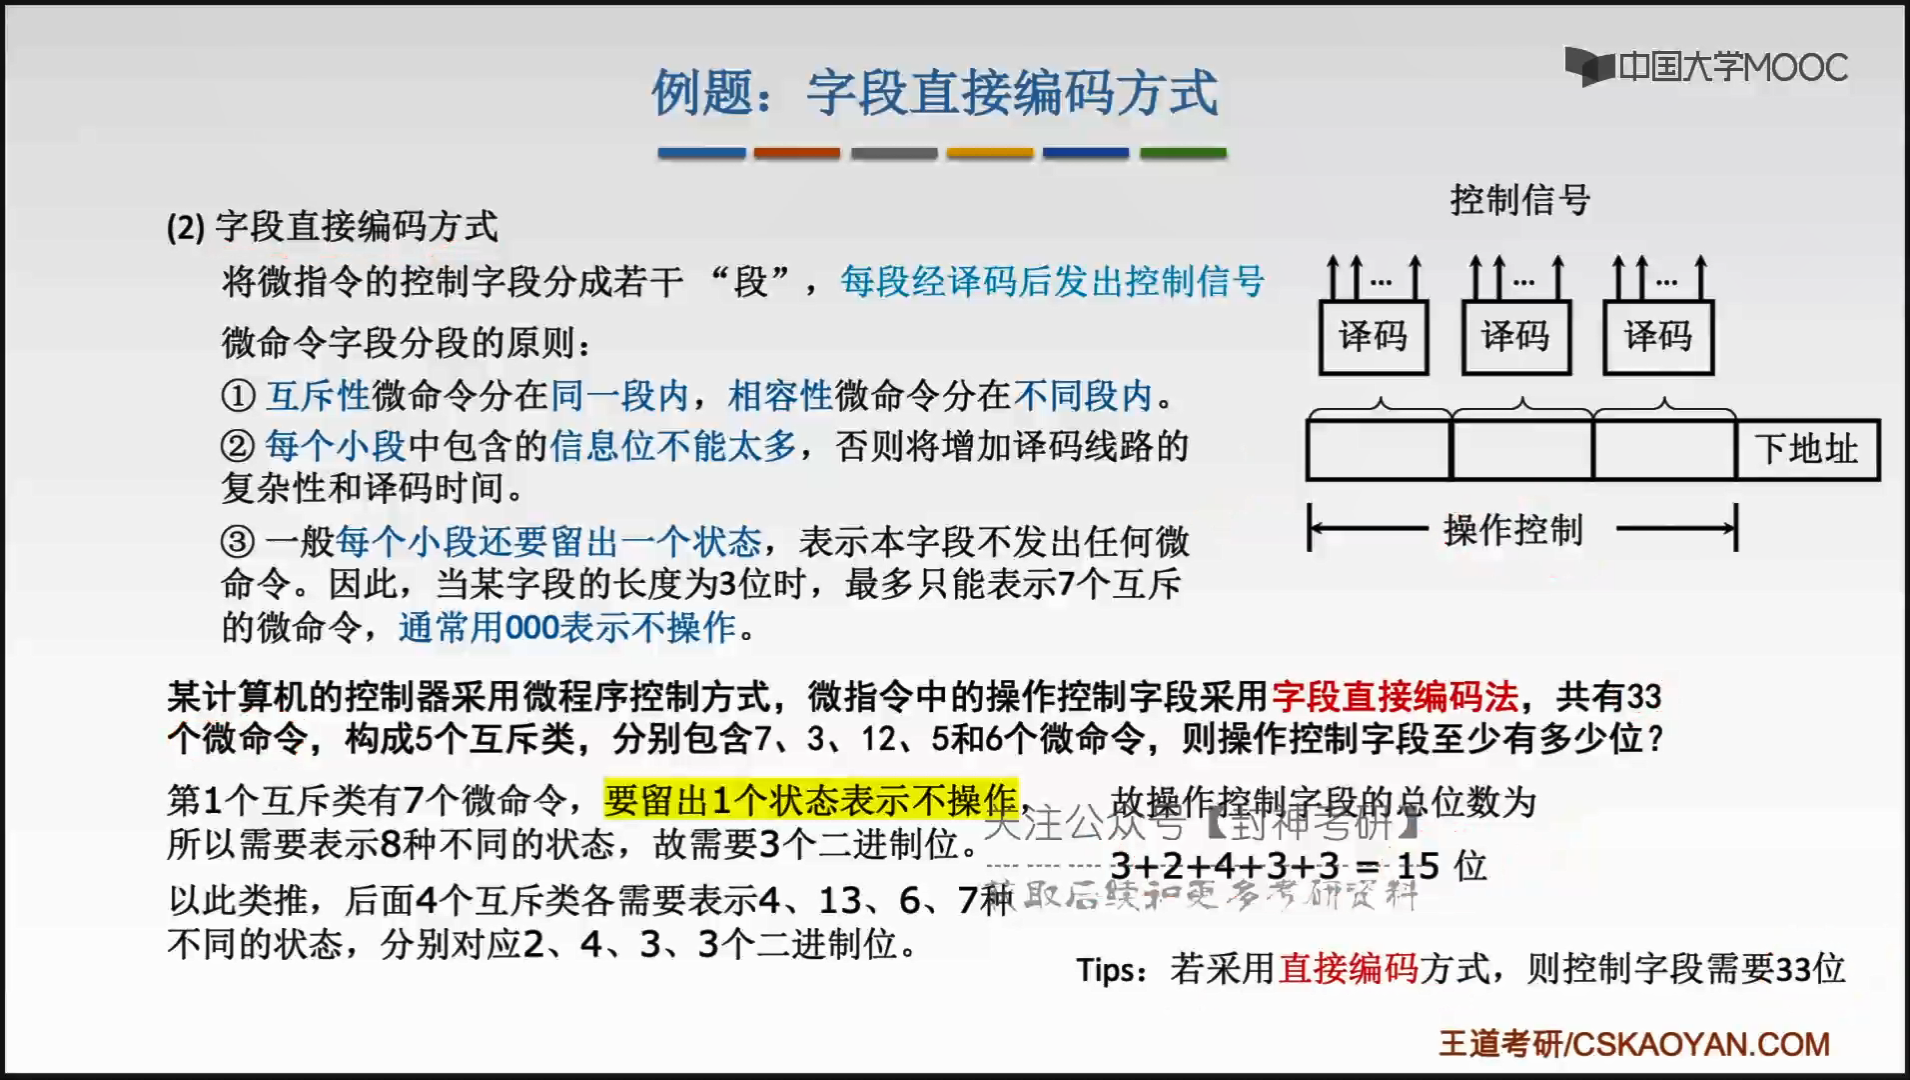 例题：字段直接编码方式
中国大学MOOC
(2) 字段直接编码方式
将微指令的控制字段分成若干 “段”，每段经译码后发出控制信号
微命令字段分段的原则：
① 互斥性微命令分在同一段内，相容性微命令分在不同段内。
② 每个小段中包含的信息位不能太多，否则将增加译码线路的
复杂性和译码时间。
③ 一般每个小段还要留出一个状态，表示本字段不发出任何微
命令。因此，当某字段的长度为3位时，最多只能表示7个互斥
的微命令，通常用000表示不操作。
控制信号
... ... ...
译码 译码 译码
下地址
操作控制
某计算机的控制器采用微程序控制方式，微指令中的操作控制字段采用字段直接编码法，共有33
个微命令，构成5个互斥类，分别包含7、3、12、5和6个微命令，则操作控制字段至少有多少位？
第1个互斥类有7个微命令，要留出1个状态表示不操作，
所以需要表示8种不同的状态，故需要3个二进制位。
以此类推，后面4个互斥类各需要表示4、13、6、7种
不同的状态，分别对应2、4、3、3个二进制位。
故操作控制字段的总位数为
3+2+4+3+3 = 15 位
关注公众号【封神考研】
获取后续和更多考研资料
Tips：若采用直接编码方式，则控制字段需要33位
王道考研/CSKAOYAN.COM